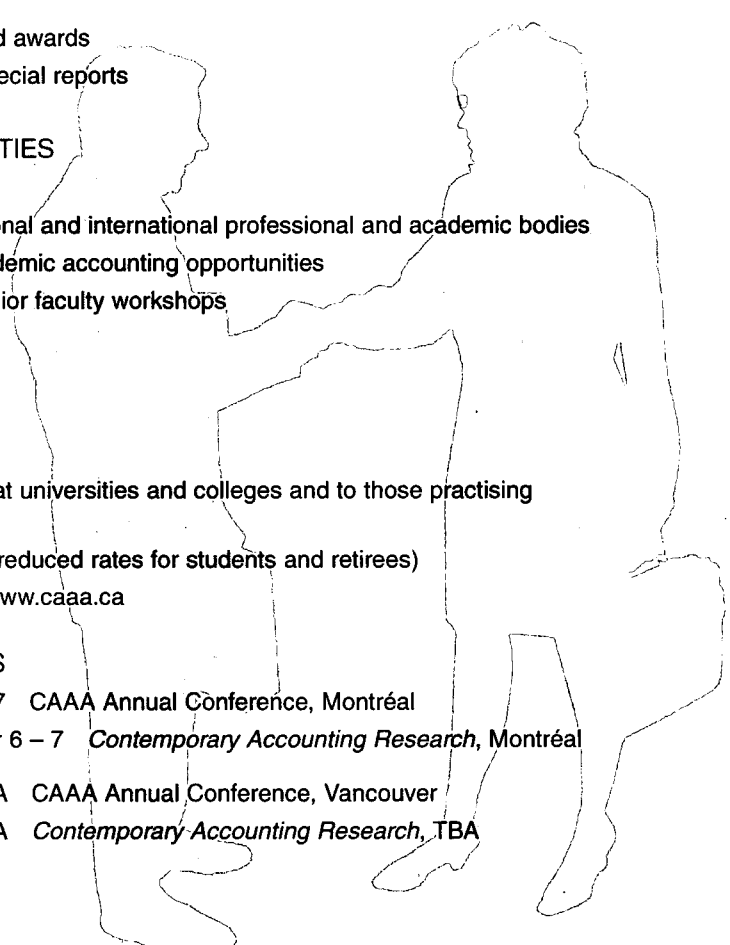 d awards
ecial reports
TIES
onal and international professional and academic bodies
demic accounting opportunities
ior faculty workshops
at universities and colleges and to those practising
reduced rates for students and retirees)
ww.caaa.ca
S
7 CAAA Annual Conference, Montréal
r 6 – 7 Contemporary Accounting Research, Montréal
A CAAA Annual Conference, Vancouver
A Contemporary Accounting Research, TBA